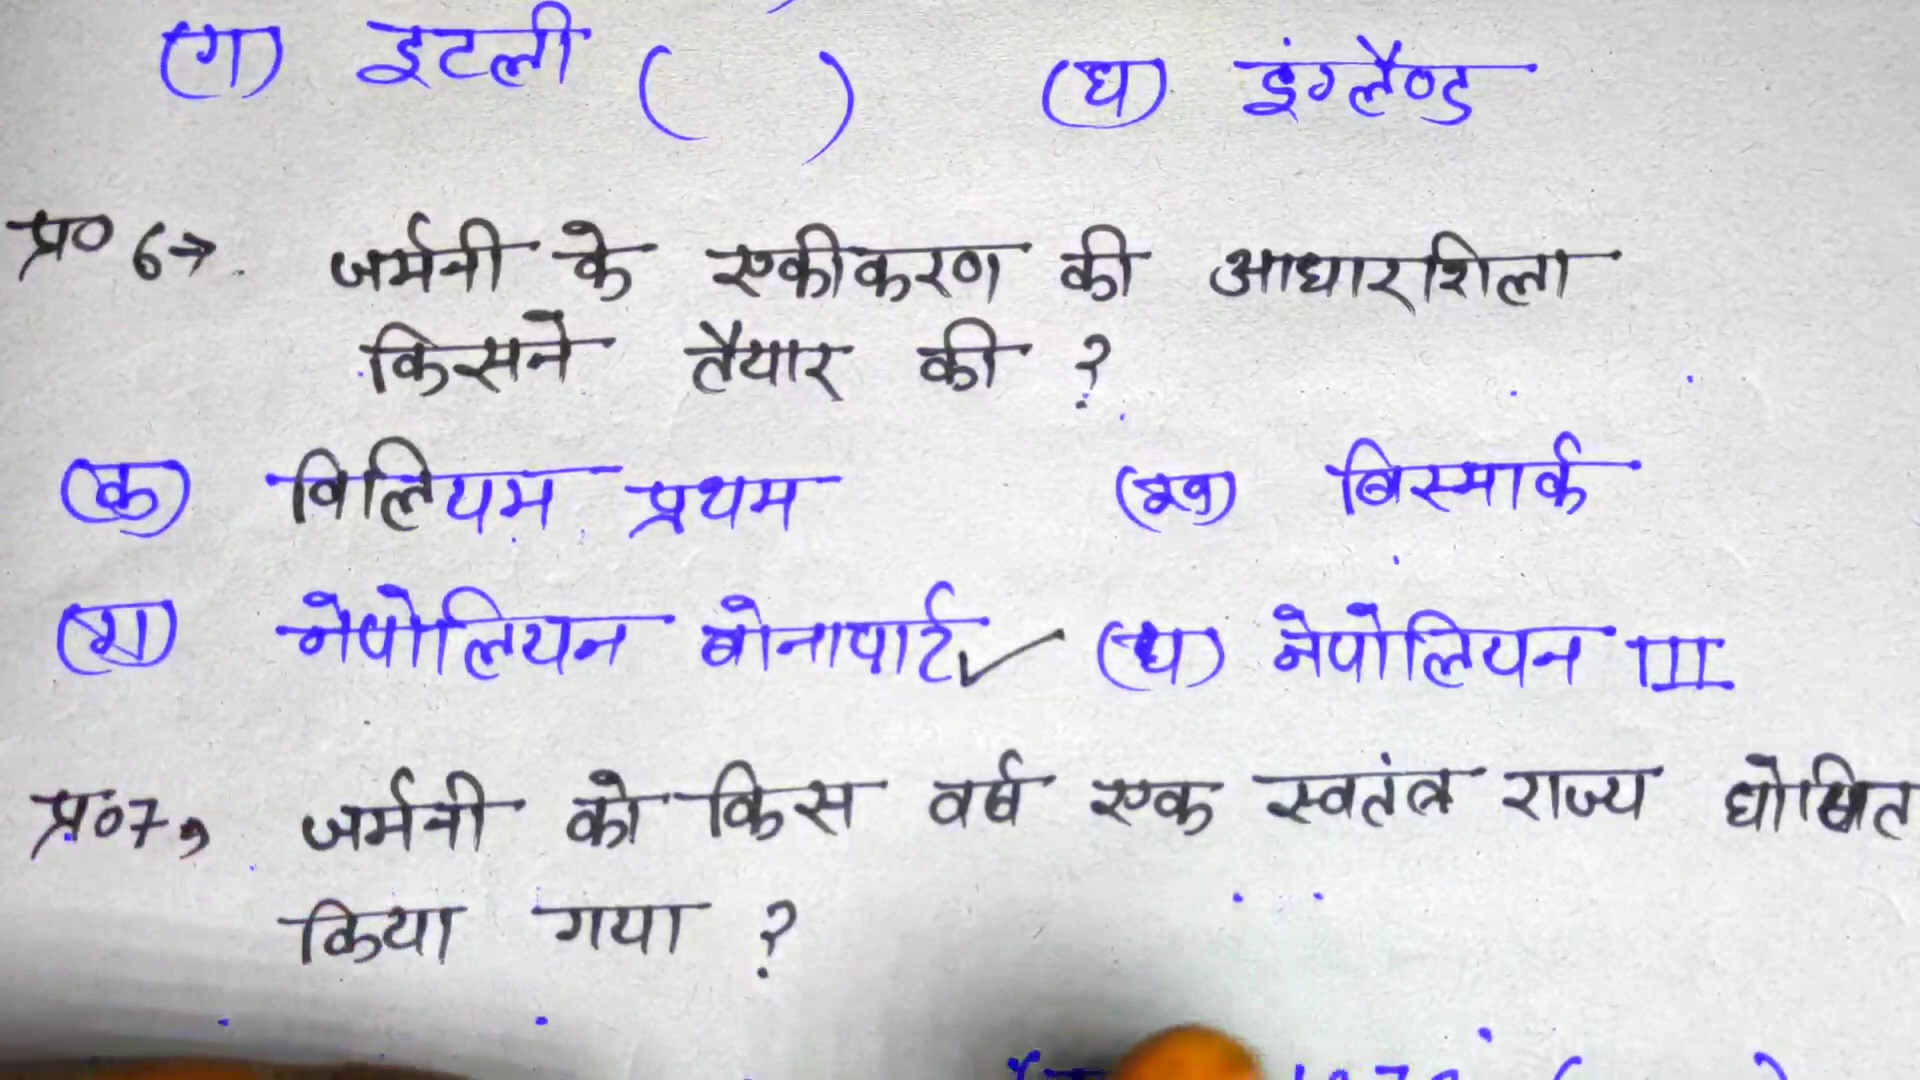 (ग) इटली ( ) (घ) इंग्लैण्ड
प्र० 6→ जर्मनी के एकीकरण की आधारशिला
किसने तैयार की ?
(क) विलियम प्रथम (ख) बिस्मार्क
(ग) नेपोलियन बोनापार्ट ✓ (घ) नेपोलियन III
प्र०7, जर्मनी को किस वर्ष एक स्वतंत्र राज्य घोषित
किया गया ?